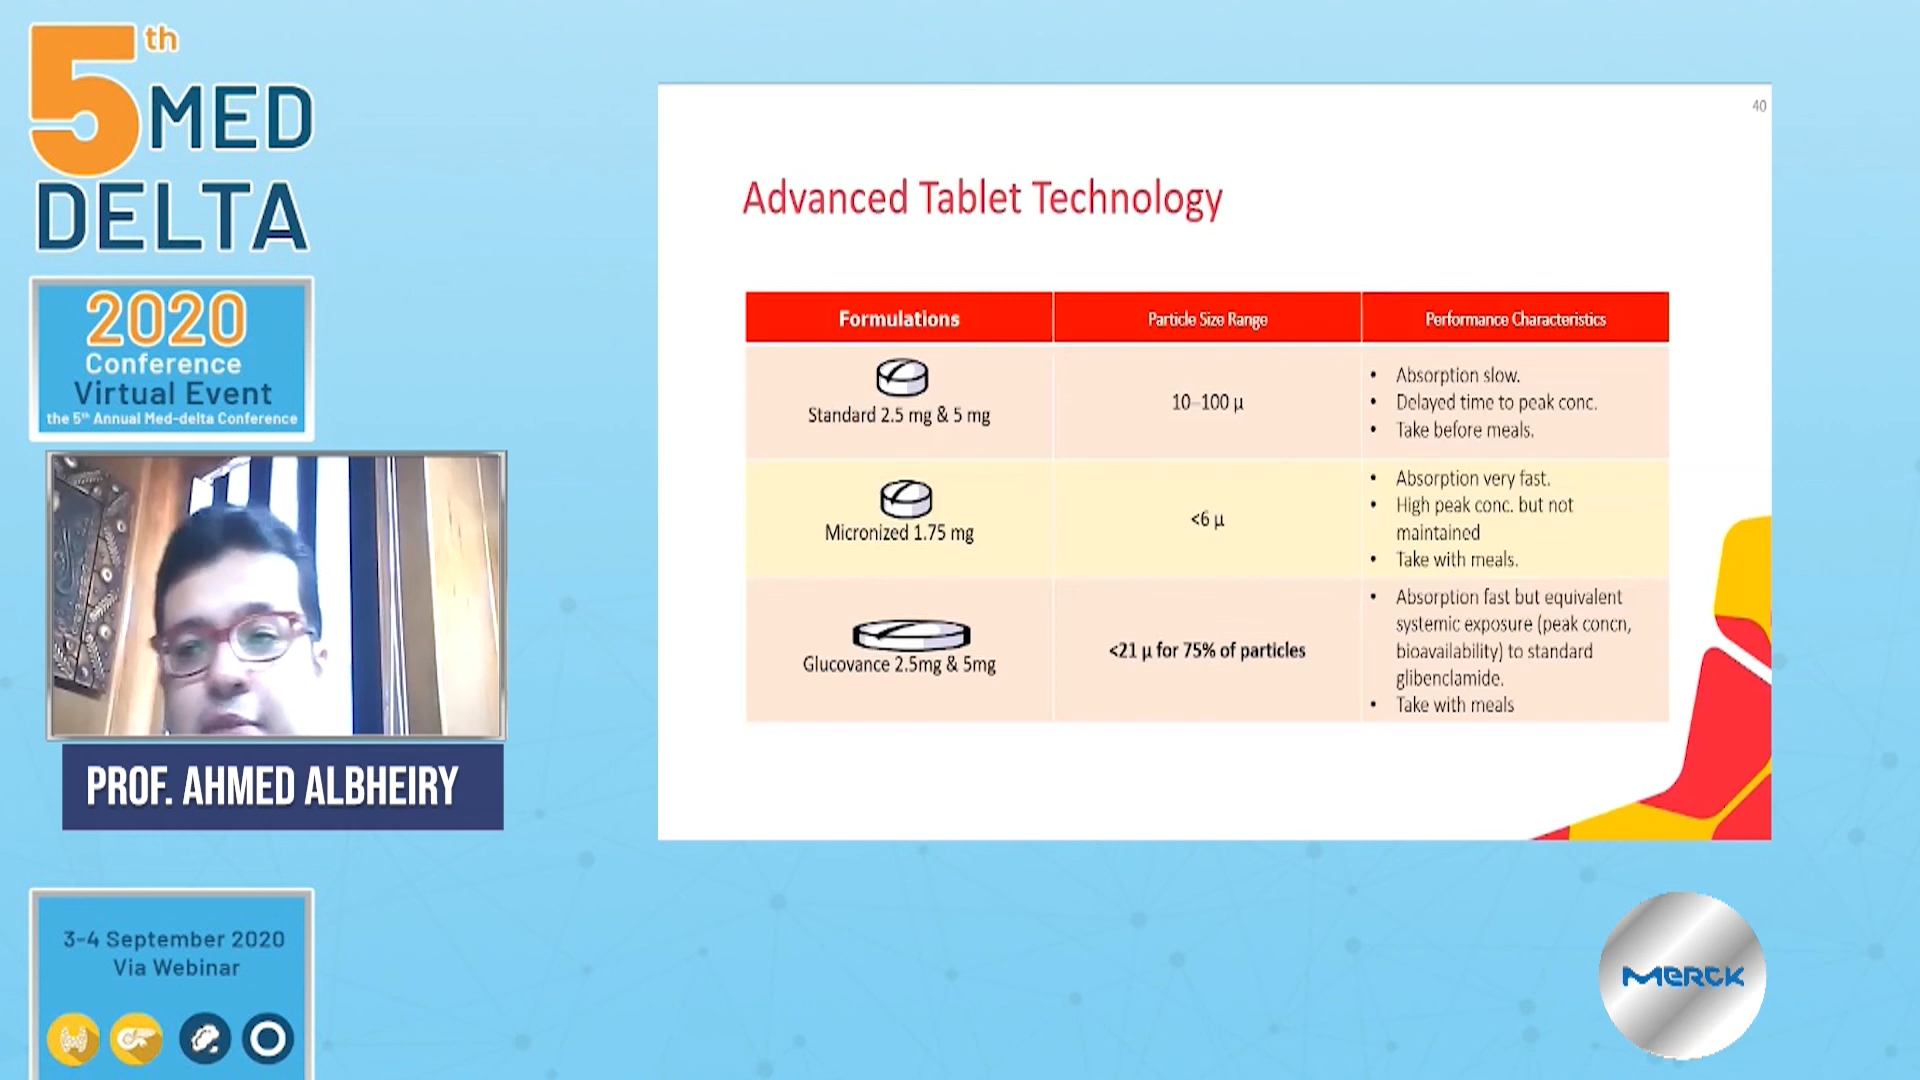 5th
MED
DELTA
2020
Conference
Virtual Event
the 5th Annual Med-delta Conference
PROF. AHMED ALBHEIRY
3-4 September 2020
Via Webinar
40
Advanced Tablet Technology
Formulations
Particle Size Range
Performance Characteristics
Standard 2.5 mg & 5 mg
10–100 µ
• Absorption slow.
• Delayed time to peak conc.
• Take before meals.
Micronized 1.75 mg
<6 µ
• Absorption very fast.
• High peak conc. but not
maintained
• Take with meals.
Glucovance 2.5mg & 5mg
<21 µ for 75% of particles
• Absorption fast but equivalent
systemic exposure (peak concn,
bioavailability) to standard
glibenclamide.
• Take with meals
MERCK